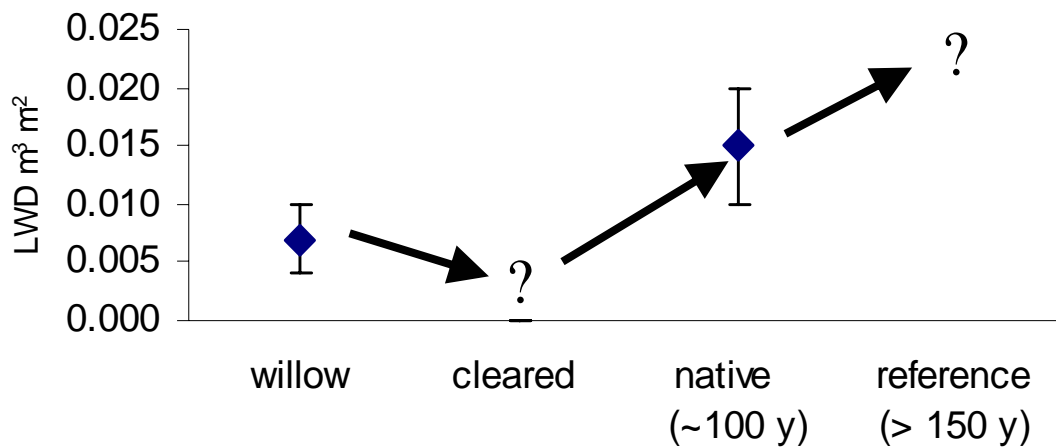 LWD m³ m²
0.025
0.020
0.015
0.010
0.005
0.000
?
?
willow cleared native reference
(~100 y) (> 150 y)